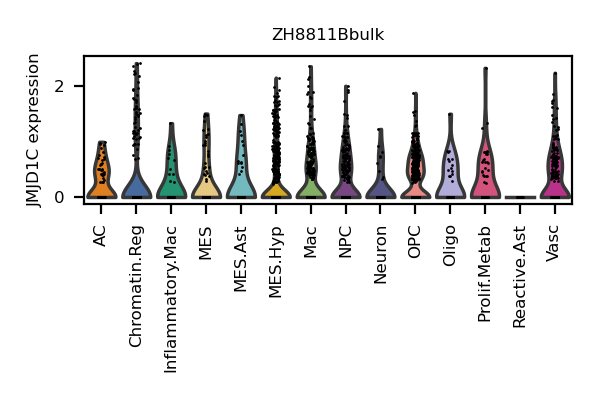 ZH8811Bbulk
JMJD1C expression
2
0
AC
Chromatin.Reg
Inflammatory.Mac
MES
MES.Ast
MES.Hyp
Mac
NPC
Neuron
OPC
Oligo
Prolif.Metab
Reactive.Ast
Vasc